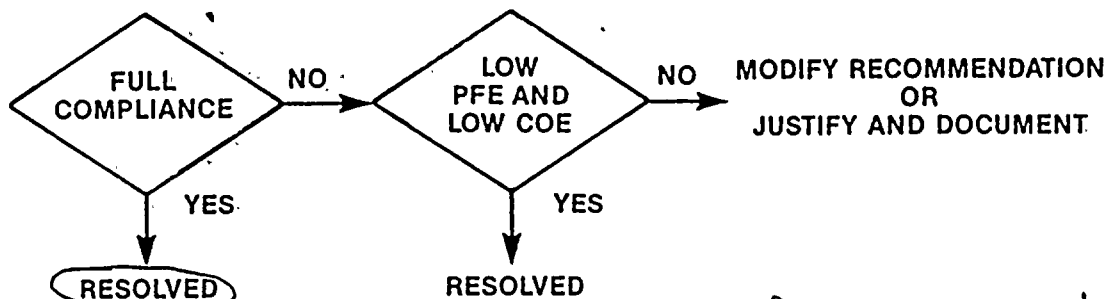 FULL
COMPLIANCE
NO
LOW
PFE AND
LOW COE
NO
MODIFY RECOMMENDATION
OR
JUSTIFY AND DOCUMENT
YES
YES
RESOLVED
RESOLVED